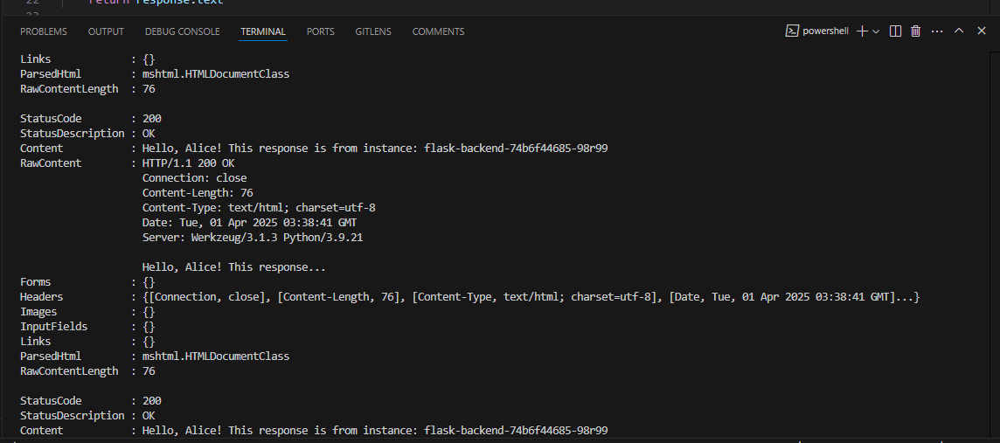 22 return response.text
23
PROBLEMS OUTPUT DEBUG CONSOLE TERMINAL PORTS GITLENS COMMENTS powershell
Links : {}
ParsedHtml : mshtml.HTMLDocumentClass
RawContentLength : 76
StatusCode : 200
StatusDescription : OK
Content : Hello, Alice! This response is from instance: flask-backend-74b6f44685-98r99
RawContent : HTTP/1.1 200 OK
Connection: close
Content-Length: 76
Content-Type: text/html; charset=utf-8
Date: Tue, 01 Apr 2025 03:38:41 GMT
Server: Werkzeug/3.1.3 Python/3.9.21
Hello, Alice! This response...
Forms : {}
Headers : {[Connection, close], [Content-Length, 76], [Content-Type, text/html; charset=utf-8], [Date, Tue, 01 Apr 2025 03:38:41 GMT]...}
Images : {}
InputFields : {}
Links : {}
ParsedHtml : mshtml.HTMLDocumentClass
RawContentLength : 76
StatusCode : 200
StatusDescription : OK
Content : Hello, Alice! This response is from instance: flask-backend-74b6f44685-98r99